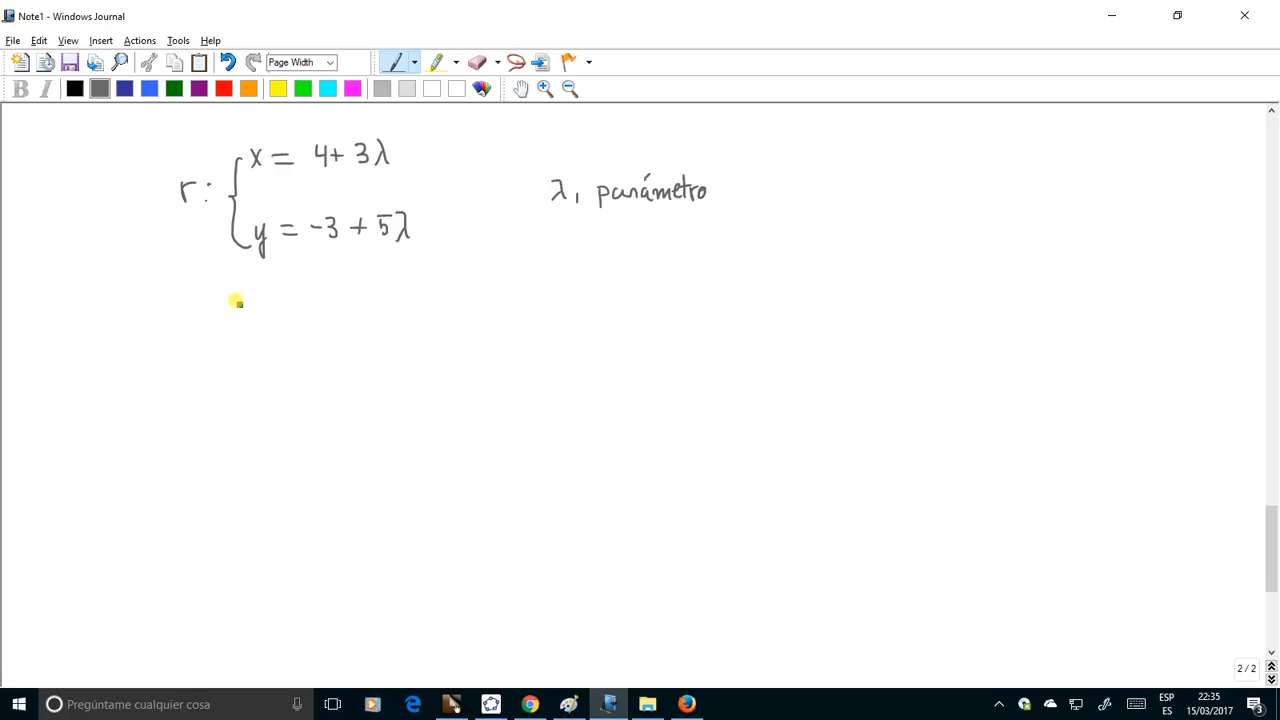 Note1 - Windows Journal
File Edit View Insert Actions Tools Help
Page Width
B I
r: { x = 4+ 3λ
λ, parámetro
y = -3 + 5λ
2 / 2
Pregúntame cualquier cosa
ESP 22:35
ES 15/03/2017
3